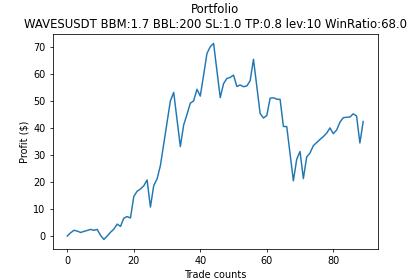 Portfolio
WAVESUSDT BBM:1.7 BBL:200 SL:1.0 TP:0.8 lev:10 WinRatio:68.0
Profit ($)
70
60
50
40
30
20
10
0
0 20 40 60 80
Trade counts